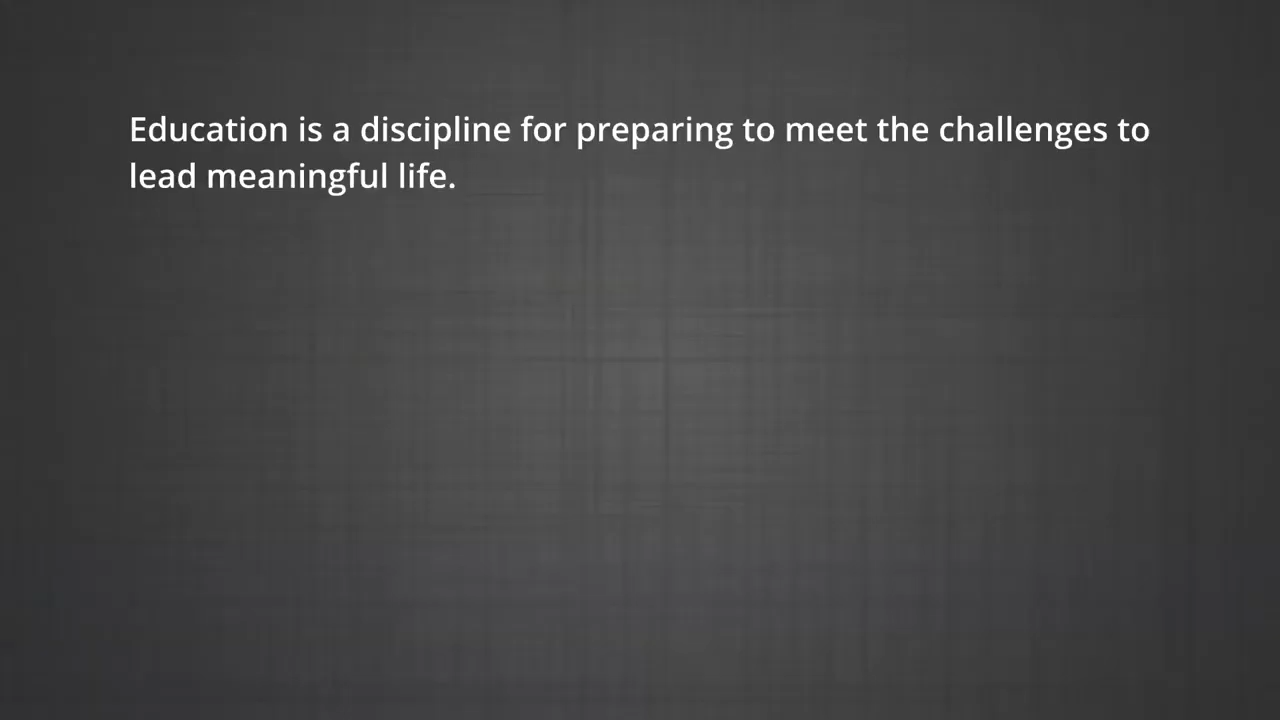 Education is a discipline for preparing to meet the challenges to
lead meaningful life.